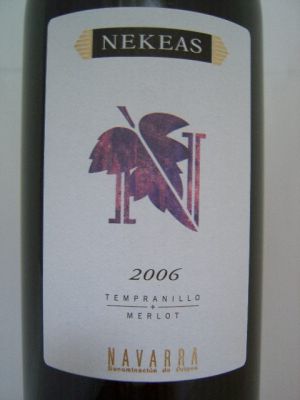 NEKEAS
N
2006
TEMPRANILLO
+
MERLOT
NAVARRA
Denominación de Origen